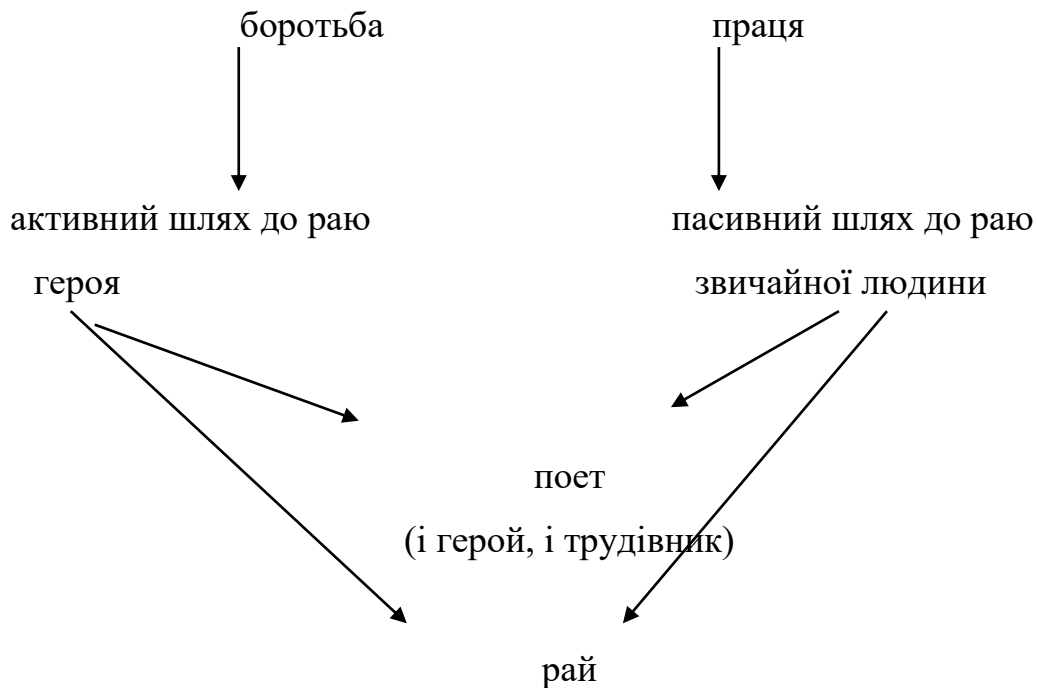 боротьба праця
активний шлях до раю пасивний шлях до раю
героя звичайної людини
поет
(і герой, і трудівник)
рай